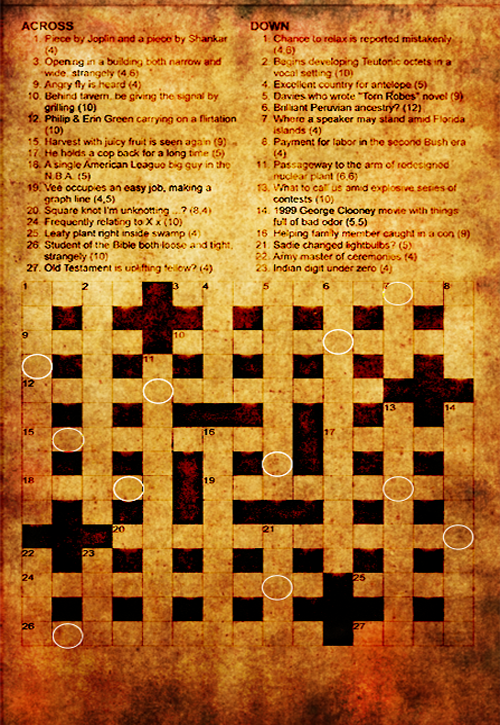 ACROSS
1. Piece by Joplin and a piece by Shankar
(4)
3. Opening in a building both narrow and
wide, strangely (4,6)
9. Angry fly is heard (4)
10. Behind tavern, be giving the signal by
grilling (10)
12. Philip & Erin Green carrying on a flirtation
(10)
15. Harvest with juicy fruit is seen again (9)
17. He holds a cop back for a long time (5)
18. A single American League big guy in the
N.B.A. (5)
19. Vee occupies an easy job, making a
graph line (4,5)
20. Square knot I'm unknotting ...? (8,4)
24. Frequently relating to X x (10)
25. Leafy plant right inside swamp (4)
26. Student of the Bible both loose and tight,
strangely (10)
27. Old Testament is uplifting fellow? (4)
DOWN
1. Chance to relax is reported mistakenly
(4,6)
2. Begins developing Teutonic octets in a
vocal setting (10)
4. Excellent country for antelope (5)
5. Davies who wrote "Torn Robes" novel (9)
6. Brilliant Peruvian ancestry? (12)
7. Where a speaker may stand amid Florida
islands (4)
8. Payment for labor in the second Bush era
(4)
11. Passageway to the arm of redesigned
nuclear plant (6,6)
13. What to call us amid explosive series of
contests (10)
14. 1999 George Clooney movie with things
full of bad odor (5,5)
16. Helping family member caught in a con (9)
21. Sadie changed lightbulbs? (5)
22. Army master of ceremonies (4)
23. Indian digit under zero (4)
1 2 3 4 5 6 7 8
9 10
11
12
13 14
15 16 17
18 19
20 21
22 23
24 25
26 27